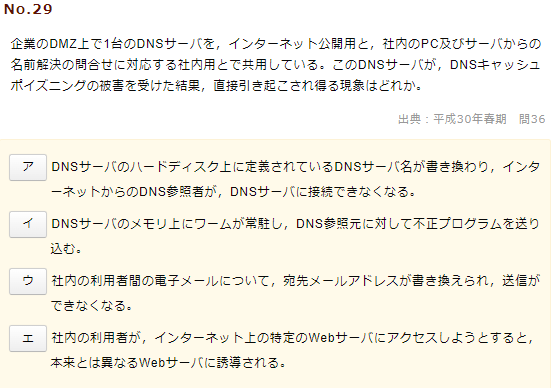 No.29
企業のDMZ上で1台のDNSサーバを，インターネット公開用と，社内のPC及びサーバからの
名前解決の問合せに対応する社内用とで共用している。このDNSサーバが，DNSキャッシュ
ポイズニングの被害を受けた結果，直接引き起こされ得る現象はどれか。
出典：平成30年春期　問36
ア DNSサーバのハードディスク上に定義されているDNSサーバ名が書き換わり，インタ
ーネットからのDNS参照者が，DNSサーバに接続できなくなる。
イ DNSサーバのメモリ上にワームが常駐し，DNS参照元に対して不正プログラムを送り
込む。
ウ 社内の利用者間の電子メールについて，宛先メールアドレスが書き換えられ，送信が
できなくなる。
エ 社内の利用者が，インターネット上の特定のWebサーバにアクセスしようとすると，
本来とは異なるWebサーバに誘導される。